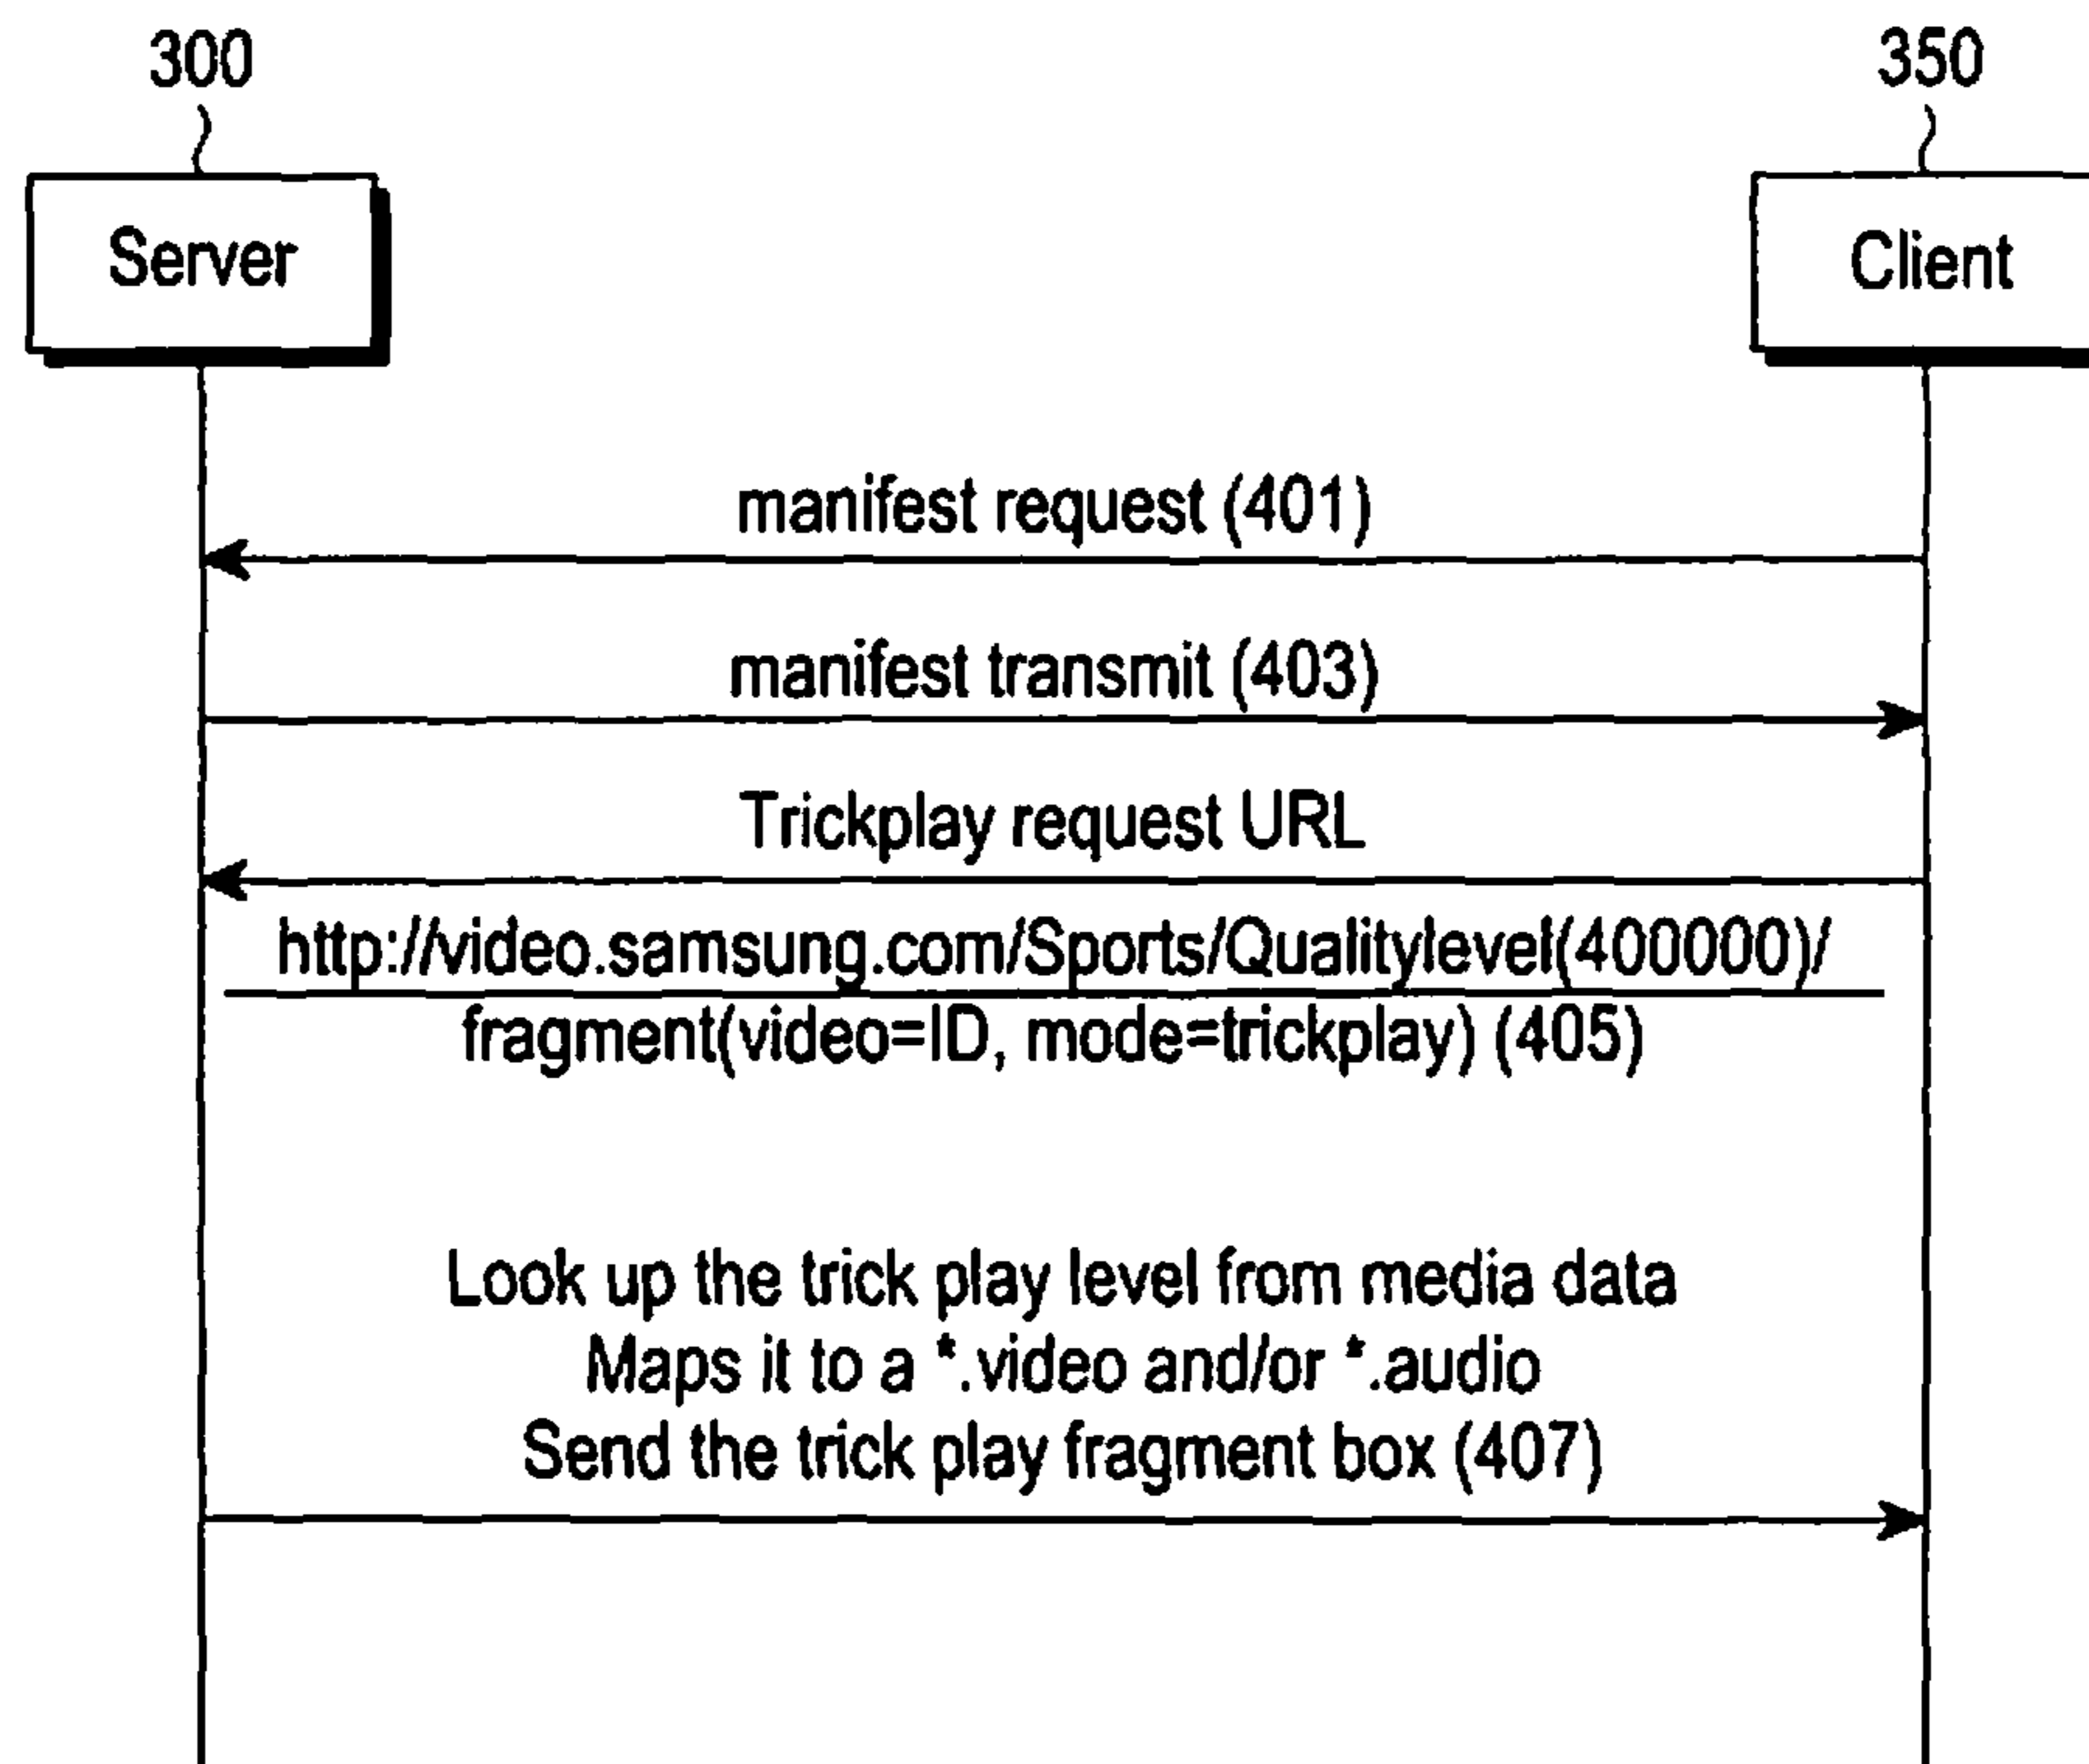 300
350
Server
Client
manifest request (401)
manifest transmit (403)
Trickplay request URL
http://video.samsung.com/Sports/Qualitylevel(400000)/
fragment(video=ID, mode=trickplay) (405)
Look up the trick play level from media data
Maps it to a *.video and/or *.audio
Send the trick play fragment box (407)